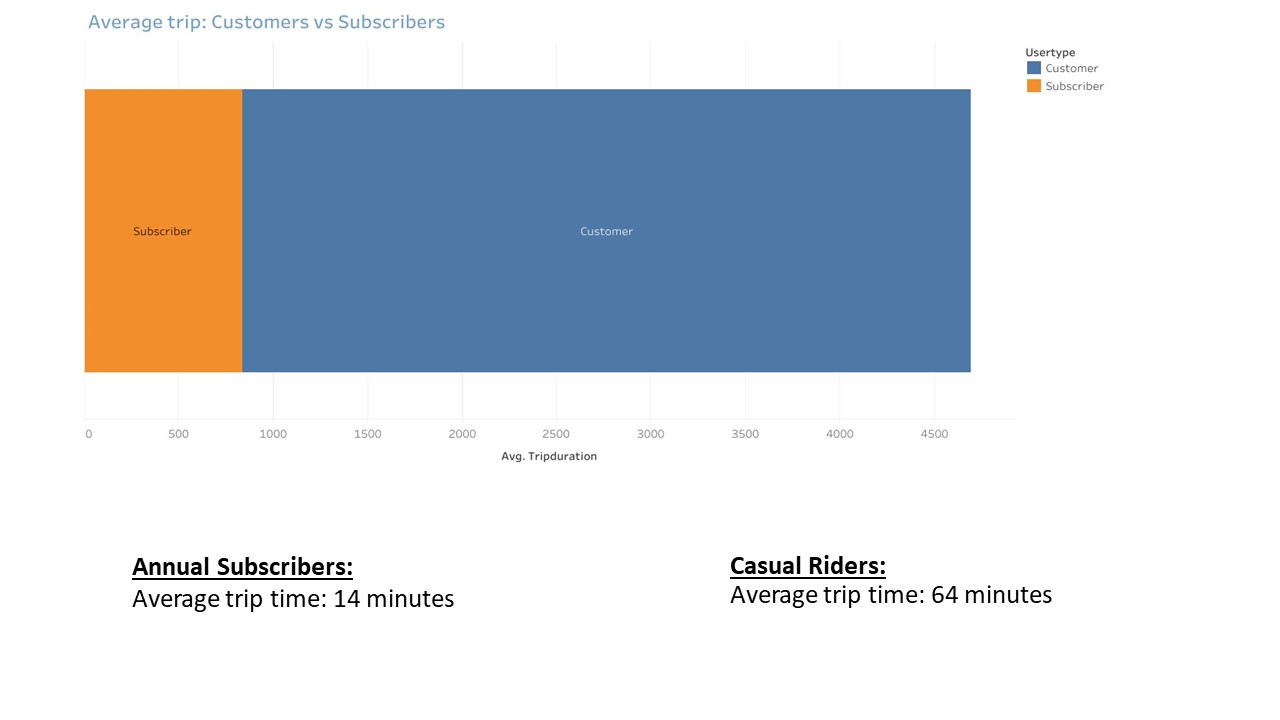 Average trip: Customers vs Subscribers
Usertype
Customer
Subscriber
Subscriber
Customer
0 500 1000 1500 2000 2500 3000 3500 4000 4500
Avg. Tripduration
Annual Subscribers:
Average trip time: 14 minutes
Casual Riders:
Average trip time: 64 minutes